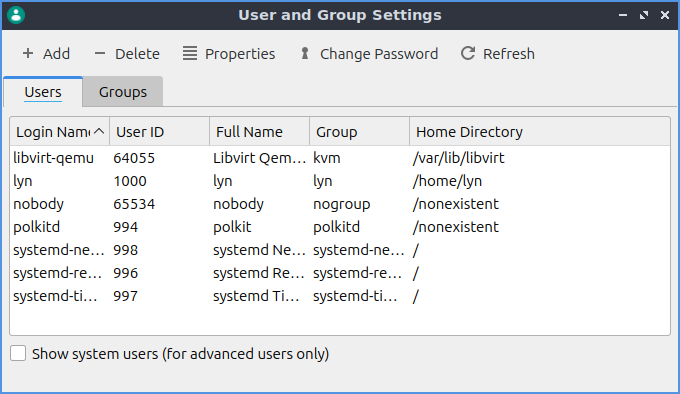 User and Group Settings
Add Delete Properties Change Password Refresh
Users Groups
Login Name User ID Full Name Group Home Directory
libvirt-qemu 64055 Libvirt Qem... kvm /var/lib/libvirt
lyn 1000 lyn lyn /home/lyn
nobody 65534 nobody nogroup /nonexistent
polkitd 994 polkit polkitd /nonexistent
systemd-ne... 998 systemd Ne... systemd-ne... /
systemd-re... 996 systemd Re... systemd-re... /
systemd-ti... 997 systemd Ti... systemd-ti... /
Show system users (for advanced users only)